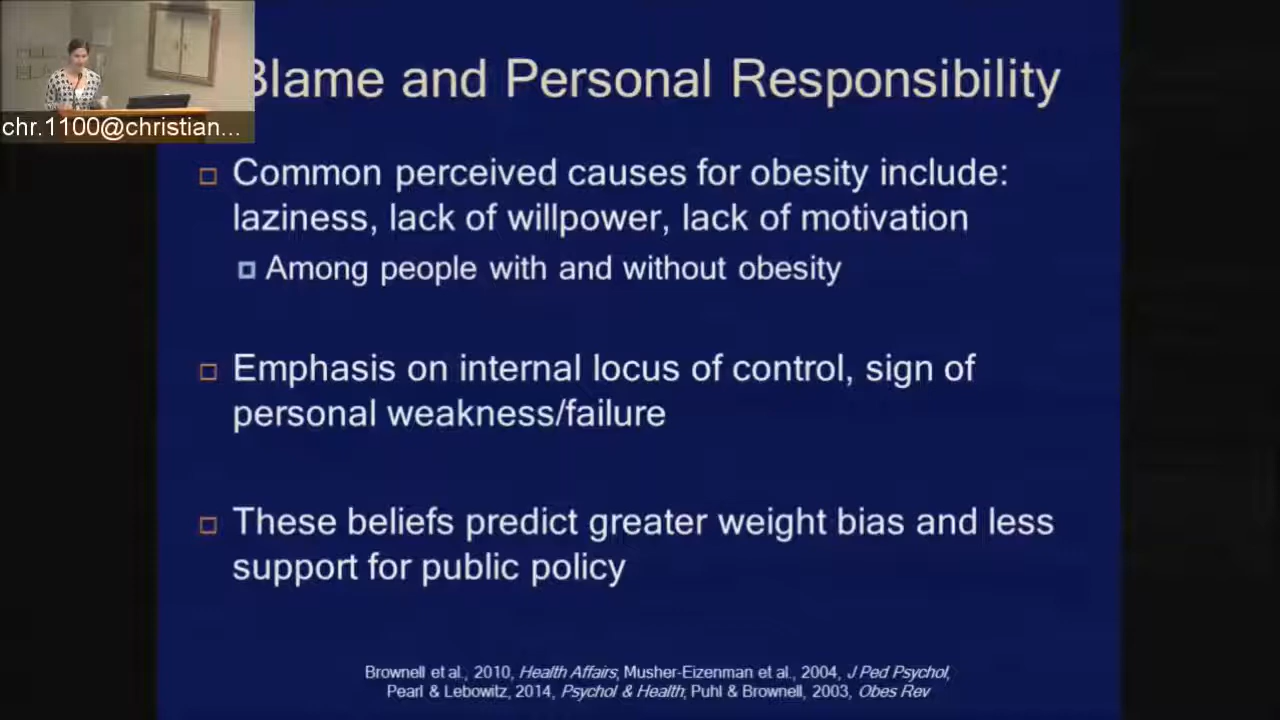 Blame and Personal Responsibility
chr.1100@christian...
Common perceived causes for obesity include:
laziness, lack of willpower, lack of motivation
Among people with and without obesity
Emphasis on internal locus of control, sign of
personal weakness/failure
These beliefs predict greater weight bias and less
support for public policy
Brownell et al., 2010, Health Affairs; Musher-Eizenman et al., 2004, J Ped Psychol,
Pearl & Lebowitz, 2014, Psychol & Health; Puhl & Brownell, 2003, Obes Rev